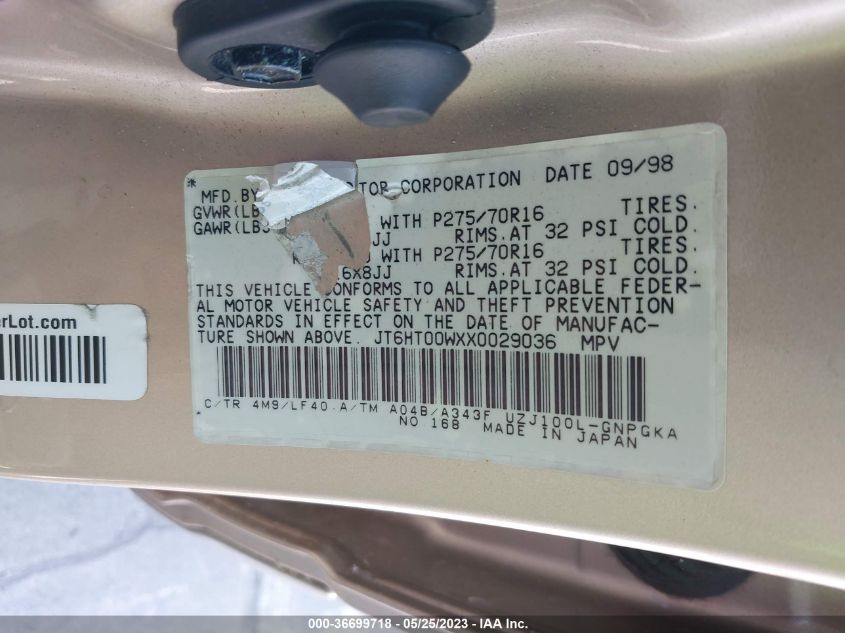 MFD.BY TOR CORPORATION DATE 09/98
GVWR(LB WITH P275/70R16 TIRES.
GAWR(LBS JJ RIMS.AT 32 PSI COLD.
WITH P275/70R16 TIRES.
6X8JJ RIMS.AT 32 PSI COLD.
THIS VEHICLE CONFORMS TO ALL APPLICABLE FEDER-
AL MOTOR VEHICLE SAFETY AND THEFT PREVENTION
STANDARDS IN EFFECT ON THE DATE OF MANUFAC-
TURE SHOWN ABOVE. JT6HT00WXX0029036 MPV
C/TR 4M9/LF40 A/TM A04B/A343F UZJ100L-GNPGKA
NO 168 MADE IN JAPAN
erLot.com
000-36699718 - 05/25/2023 - IAA Inc.